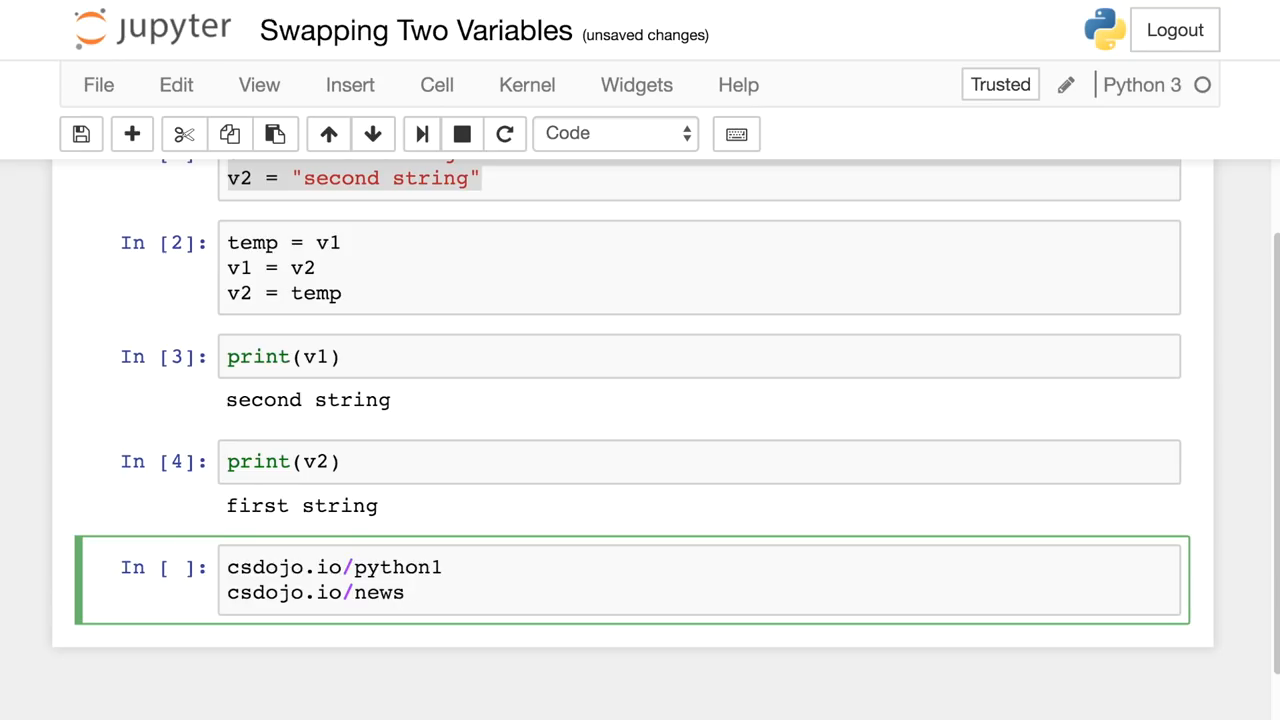 jupyter Swapping Two Variables (unsaved changes) Logout
File Edit View Insert Cell Kernel Widgets Help Trusted Python 3
Code
v2 = "second string"
In [2]: temp = v1
v1 = v2
v2 = temp
In [3]: print(v1)
second string
In [4]: print(v2)
first string
In [ ]: csdojo.io/python1
csdojo.io/news